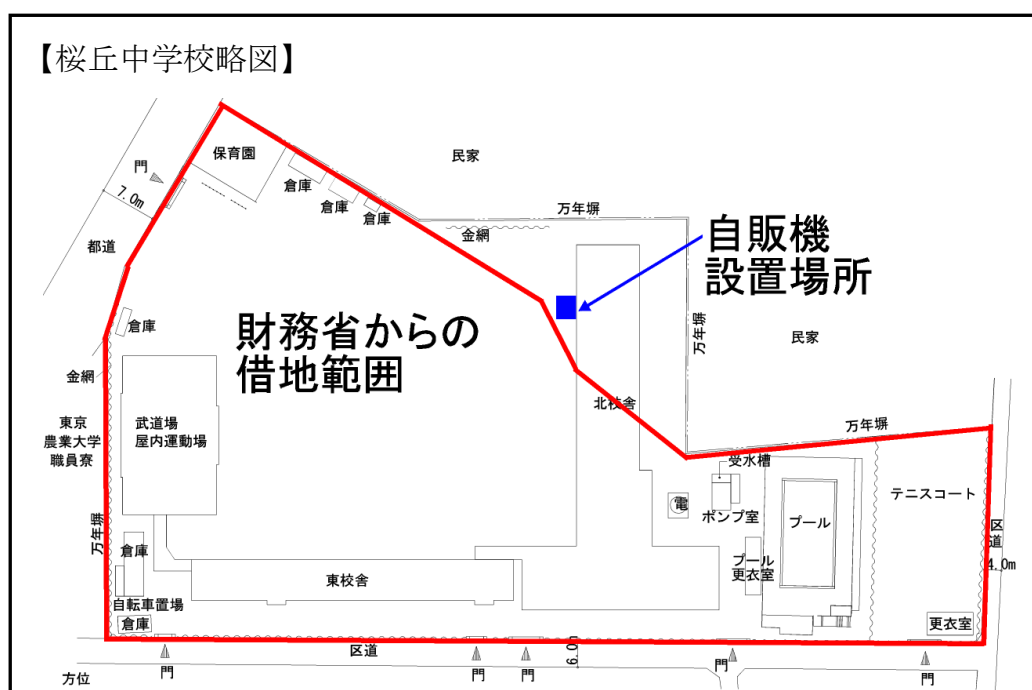 【桜丘中学校略図】
保育園
民家
門
7.0m
倉庫
倉庫
倉庫
万年塀
金網
都道
自販機
設置場所
倉庫
財務省からの
借地範囲
万年塀
民家
金網
北校舎
東京
農業大学
職員寮
武道場
屋内運動場
万年塀
受水槽
テニスコート
電
ポンプ室
プール
万年塀
区道
4.0m
倉庫
プール
更衣室
東校舎
自転車置場
倉庫
更衣室
区道
6.0m
門
門
門
門
門
方位